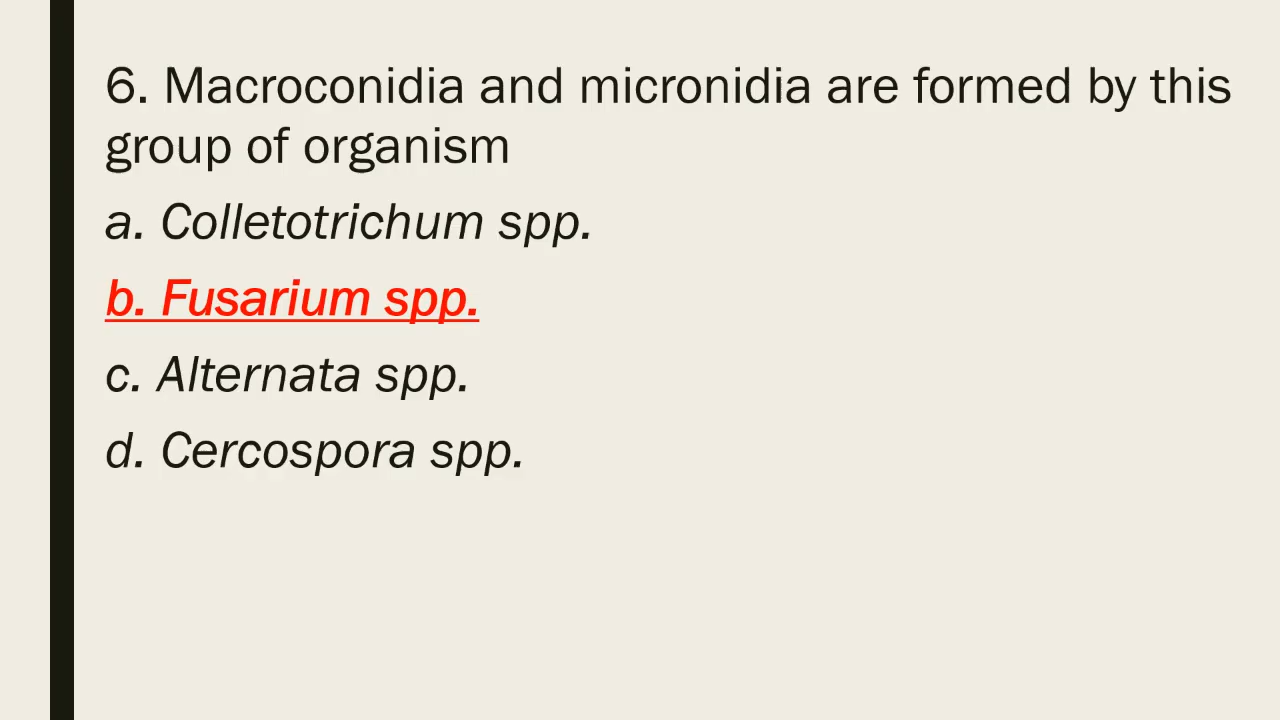 6. Macroconidia and micronidia are formed by this
group of organism
a. Colletotrichum spp.
b. Fusarium spp.
c. Alternata spp.
d. Cercospora spp.